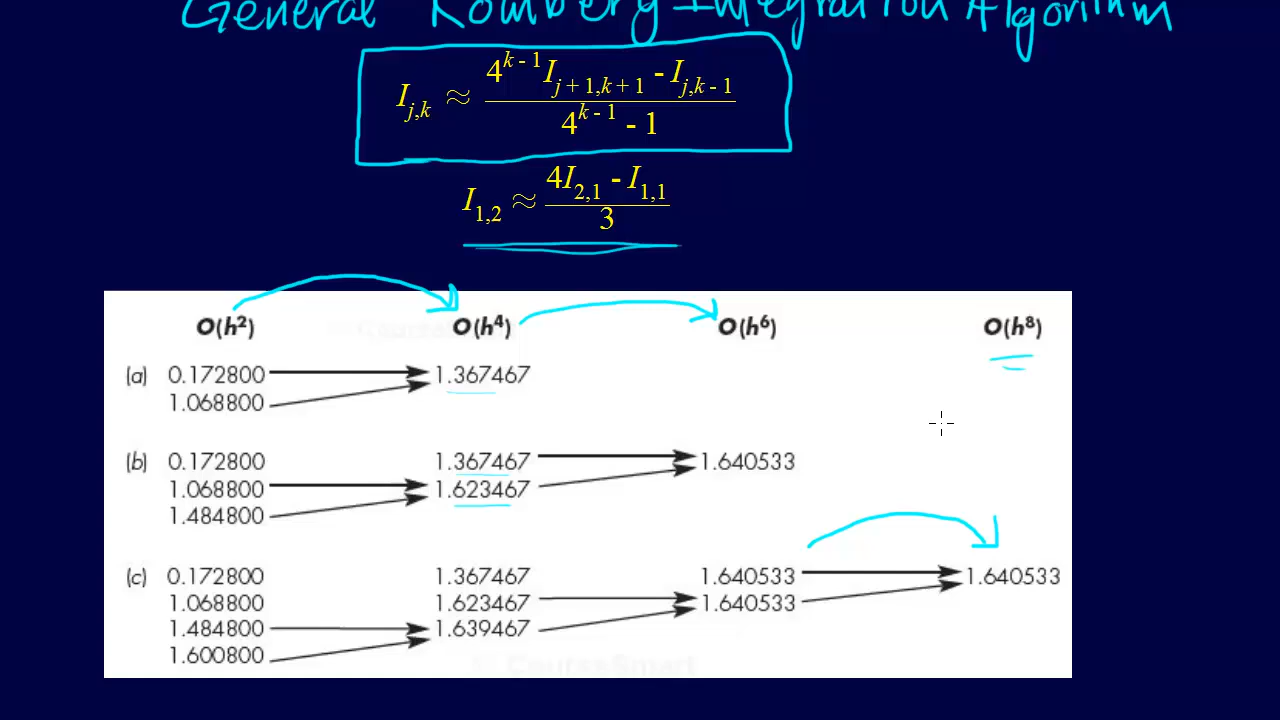 General Romberg Integration Algorithm
I_{j,k} ≈ \frac{4^{k-1}I_{j+1,k+1} - I_{j,k-1}}{4^{k-1} - 1}
I_{1,2} ≈ \frac{4I_{2,1} - I_{1,1}}{3}
O(h²) O(h⁴) O(h⁶) O(h⁸)
(a) 0.172800 1.367467
1.068800
(b) 0.172800 1.367467 1.640533
1.068800 1.623467
1.484800
(c) 0.172800 1.367467 1.640533 1.640533
1.068800 1.623467 1.640533
1.484800 1.639467
1.600800
CourseSmart